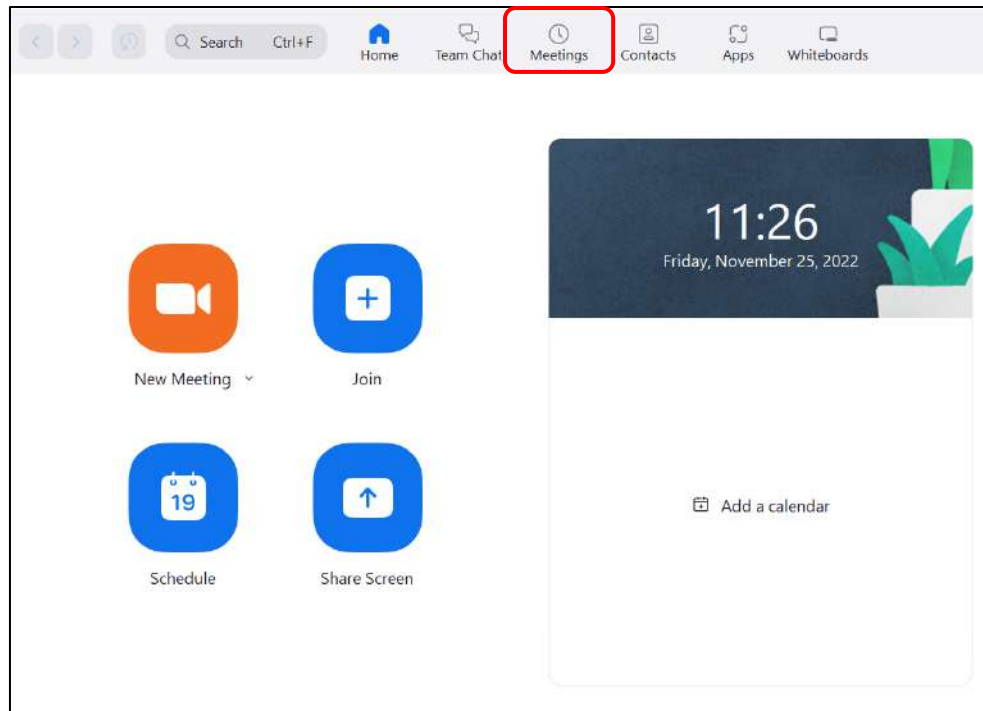 Search Ctrl+F
Home
Team Chat
Meetings
Contacts
Apps
Whiteboards
11:26
Friday, November 25, 2022
New Meeting
Join
19
Schedule
Share Screen
Add a calendar